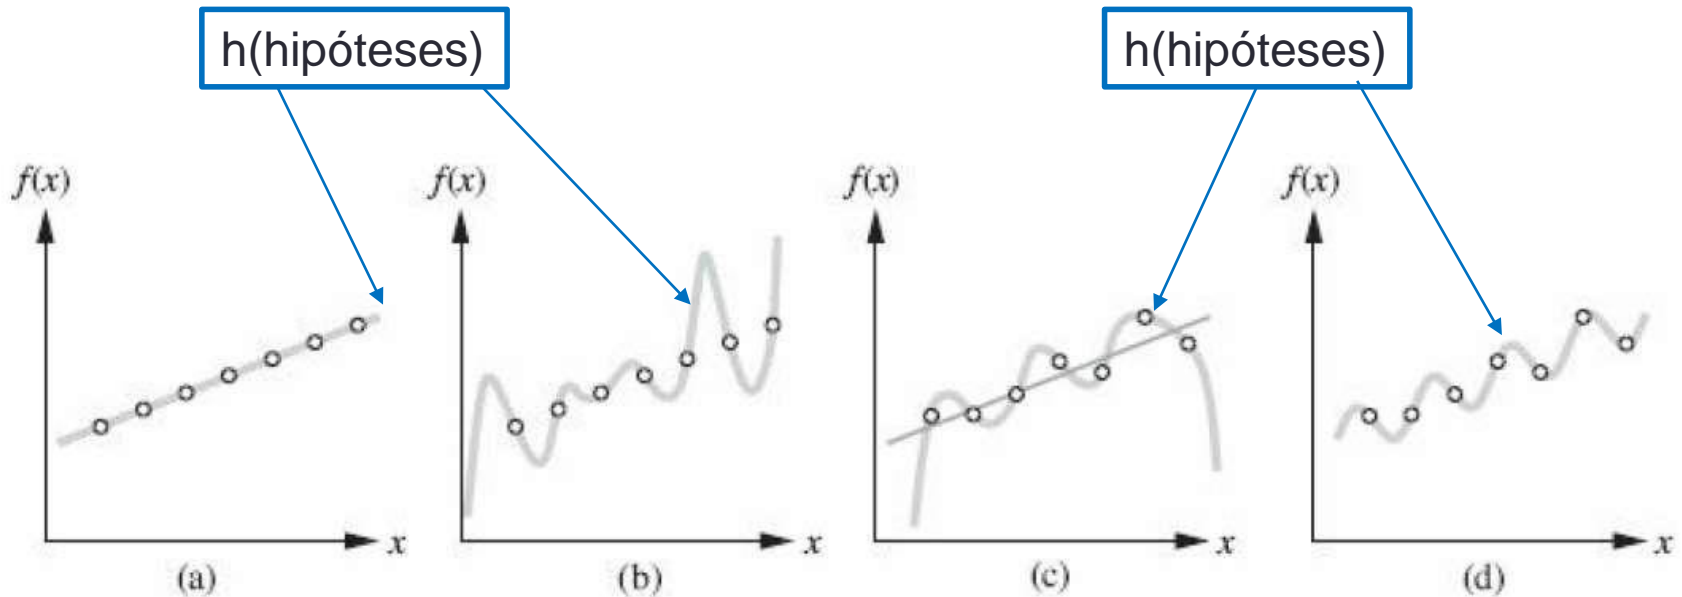 h(hipóteses)
h(hipóteses)
f(x)
f(x)
f(x)
f(x)
x
x
x
x
(a)
(b)
(c)
(d)